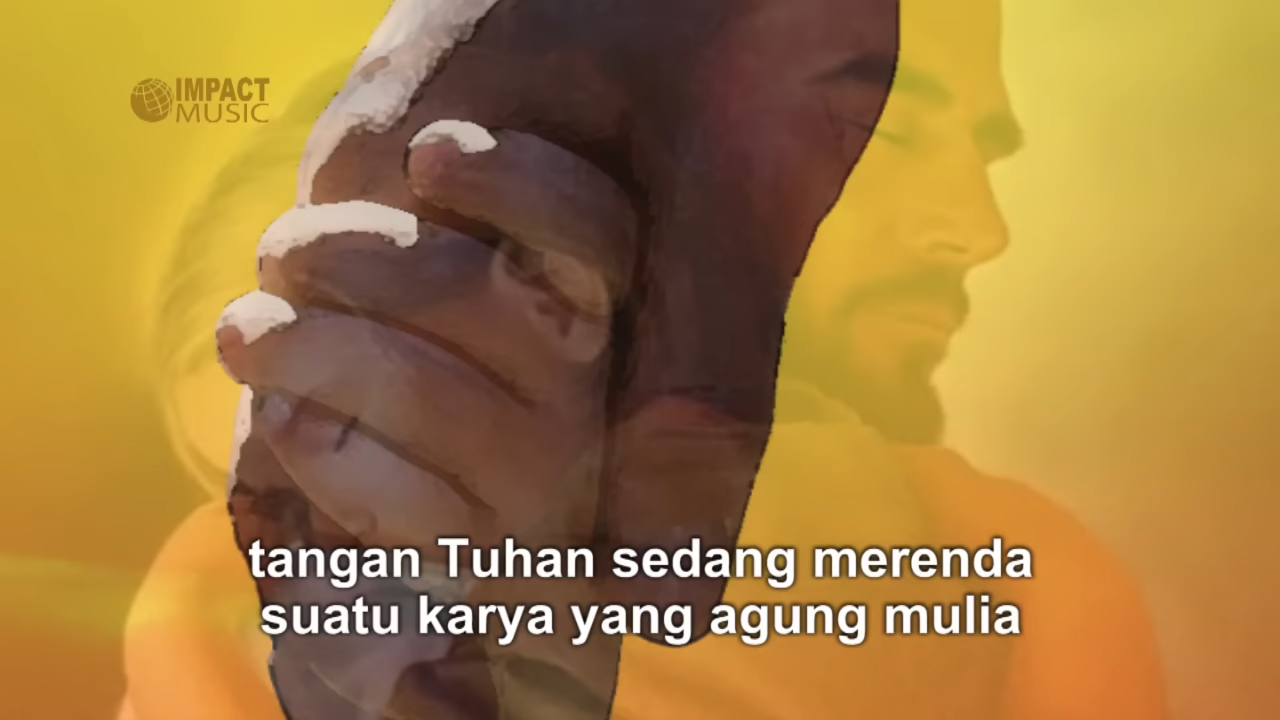 IMPACT
MUSIC
tangan Tuhan sedang merenda
suatu karya yang agung mulia